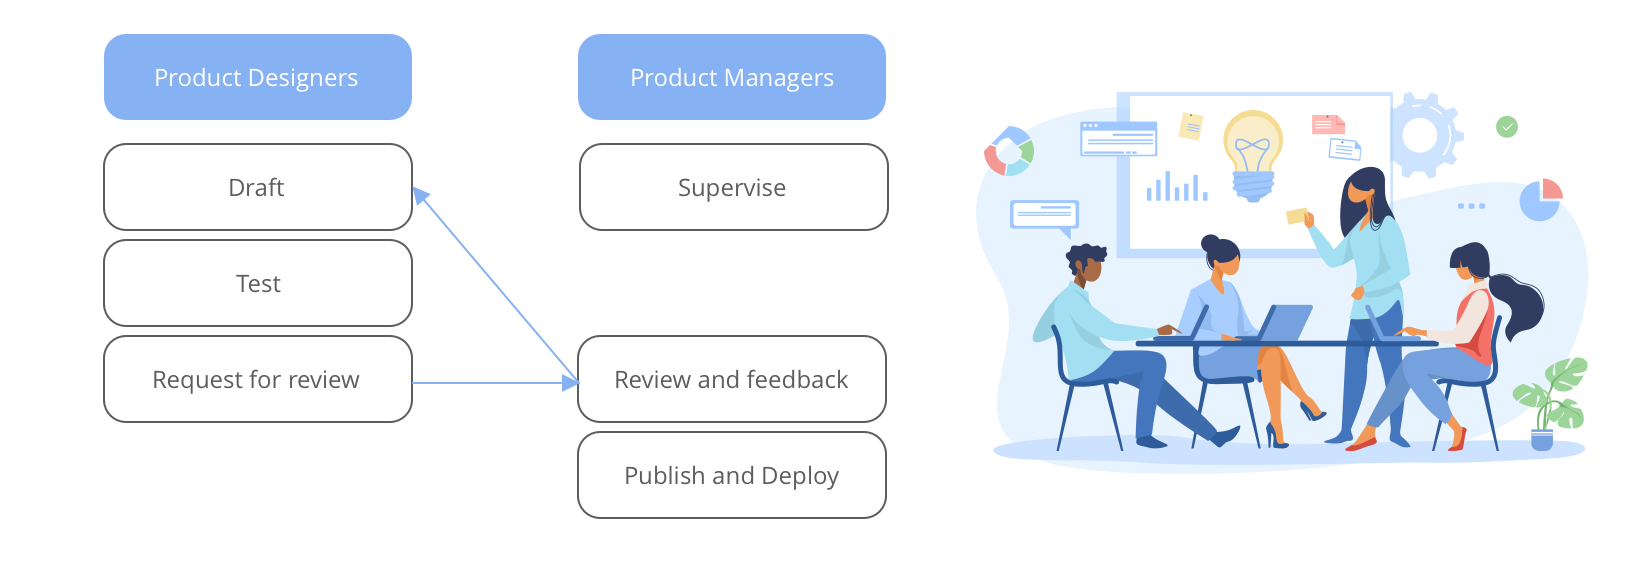 Product Designers
Product Managers
Draft
Supervise
Test
Request for review
Review and feedback
Publish and Deploy